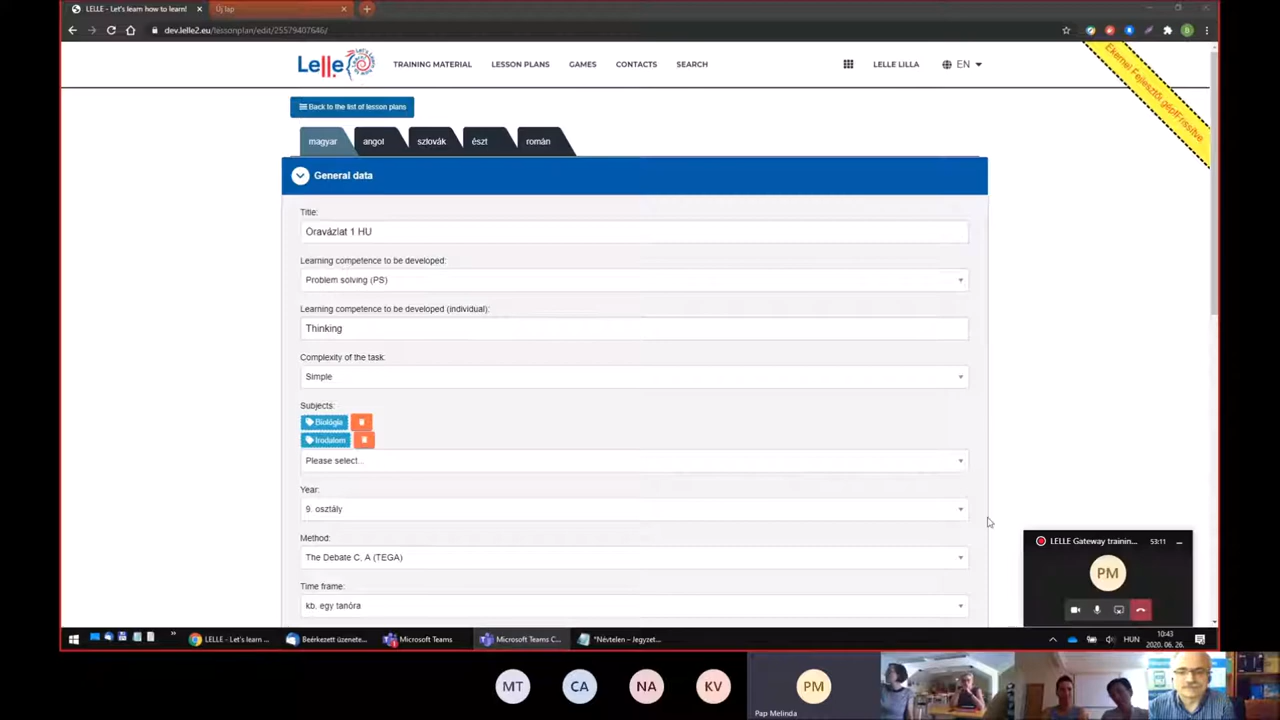 LELLE - Let's learn how to learn!
Új lap
dev.lelle2.eu/lessonplan/edit/25579407646/
B
Lelle
TRAINING MATERIAL
LESSON PLANS
GAMES
CONTACTS
SEARCH
LELLE LILLA
EN
Back to the list of lesson plans
magyar
angol
szlovák
észt
román
General data
Title:
Óravázlat 1 HU
Learning competence to be developed:
Problem solving (PS)
Learning competence to be developed (individual):
Thinking
Complexity of the task:
Simple
Subjects:
Biológia
Irodalom
Please select...
Year:
9. osztály
Method:
The Debate C, A (TEGA)
Time frame:
kb. egy tanóra
LELLE Gateway trainin...
53:11
PM
LELLE - Let's learn ...
Beérkezett üzenete...
Microsoft Teams
Microsoft Teams C...
*Névtelen – Jegyzet...
HUN
10:43
2020. 06. 26.
MT
CA
NA
KV
PM
Pap Melinda